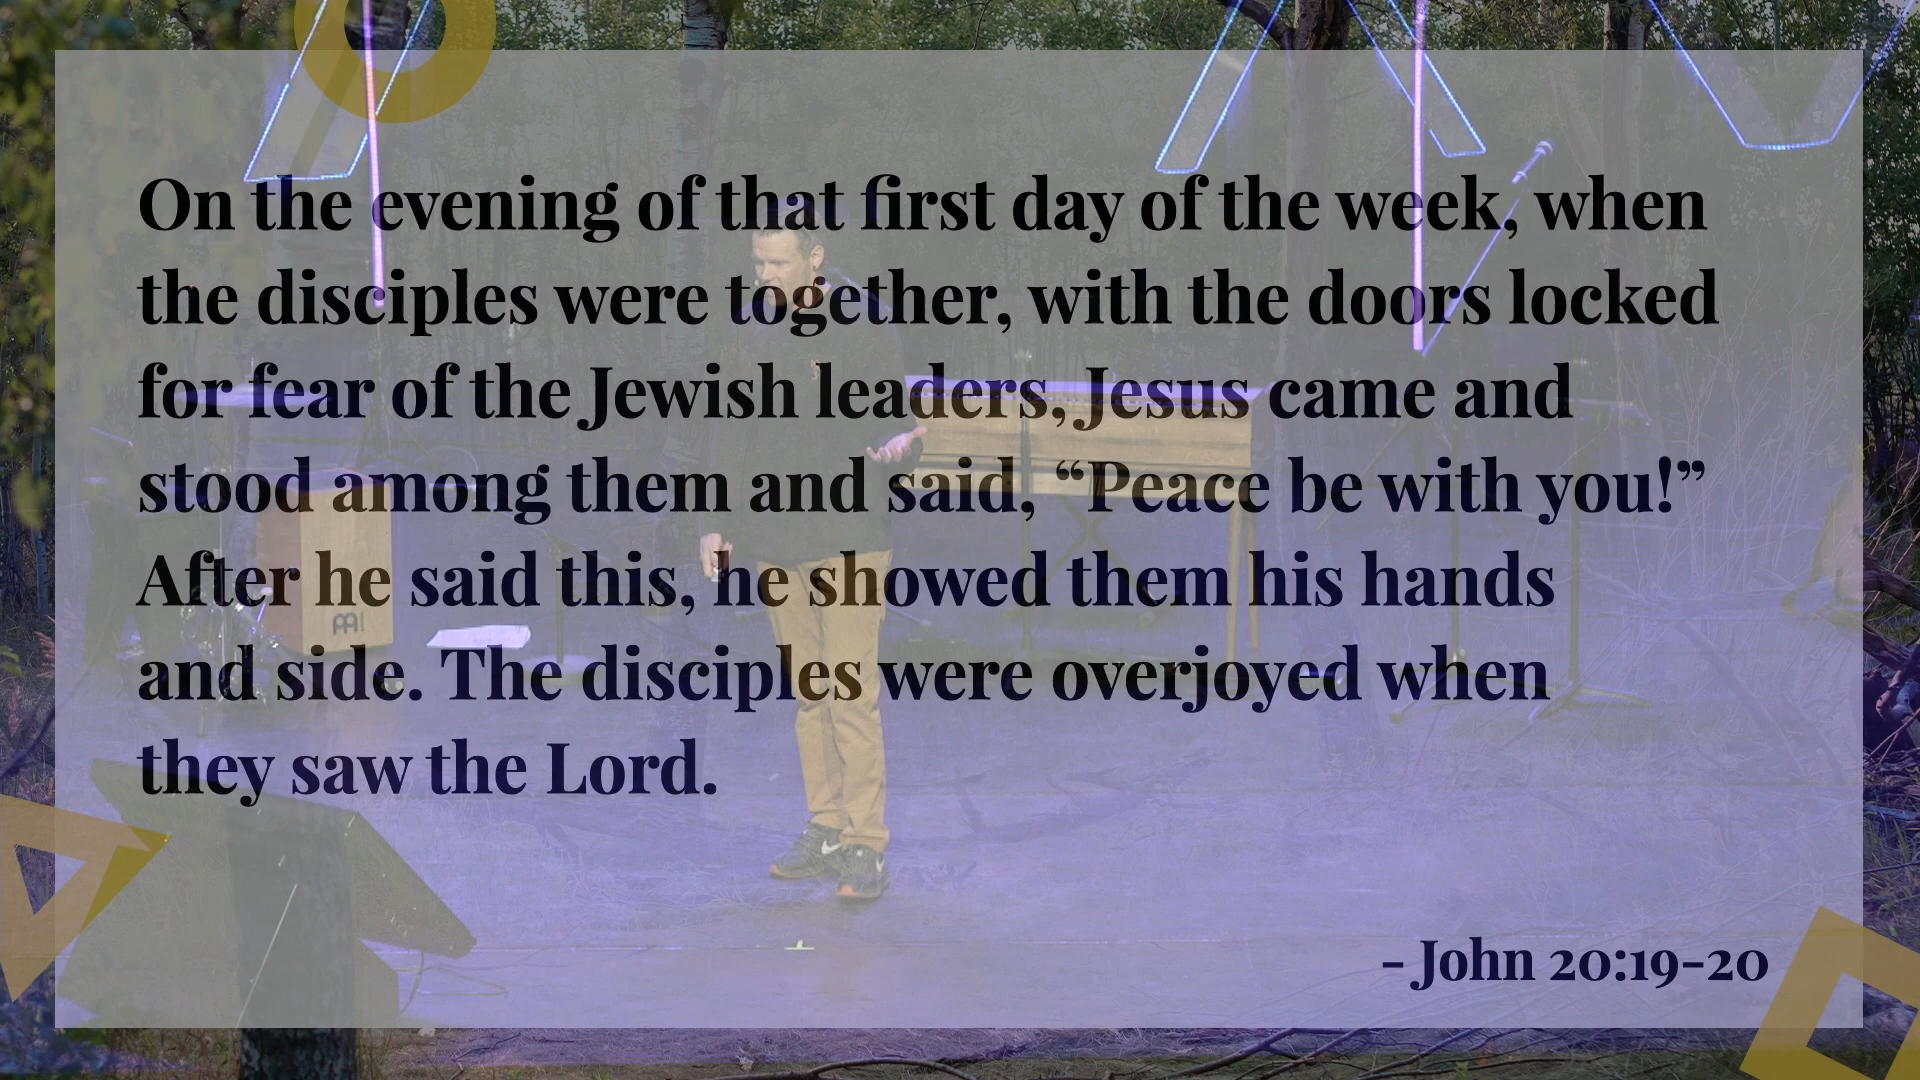 On the evening of that first day of the week, when
the disciples were together, with the doors locked
for fear of the Jewish leaders, Jesus came and
stood among them and said, “Peace be with you!”
After he said this, he showed them his hands
and side. The disciples were overjoyed when
they saw the Lord.
- John 20:19-20